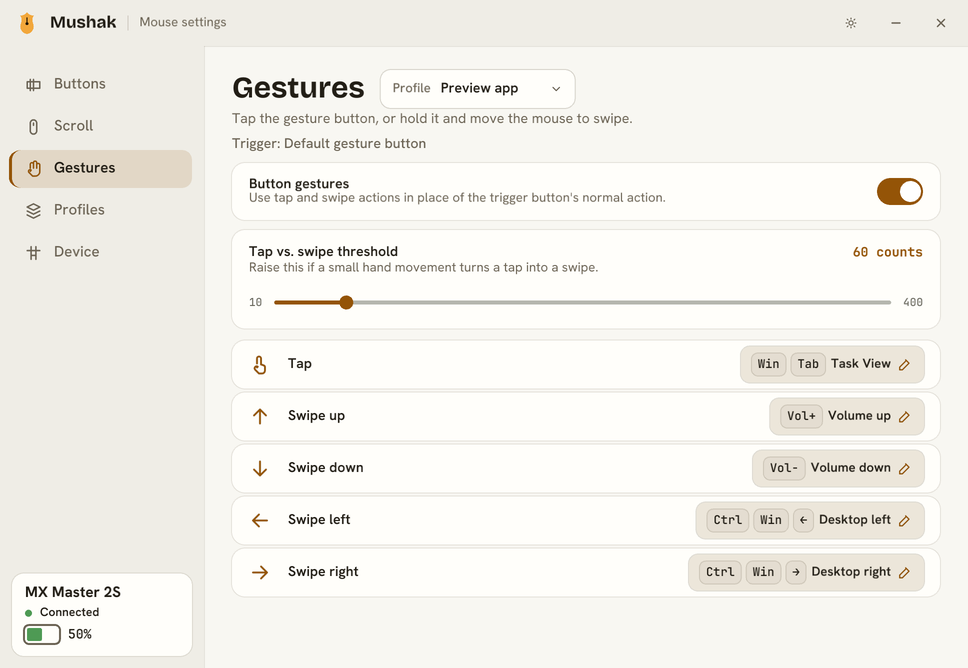 Mushak | Mouse settings
Buttons
Scroll
Gestures
Profiles
Device
MX Master 2S
Connected
50%
Gestures Profile Preview app
Tap the gesture button, or hold it and move the mouse to swipe.
Trigger: Default gesture button
Button gestures
Use tap and swipe actions in place of the trigger button's normal action.
Tap vs. swipe threshold 60 counts
Raise this if a small hand movement turns a tap into a swipe.
10 400
Tap Win Tab Task View
Swipe up Vol+ Volume up
Swipe down Vol- Volume down
Swipe left Ctrl Win ← Desktop left
Swipe right Ctrl Win → Desktop right